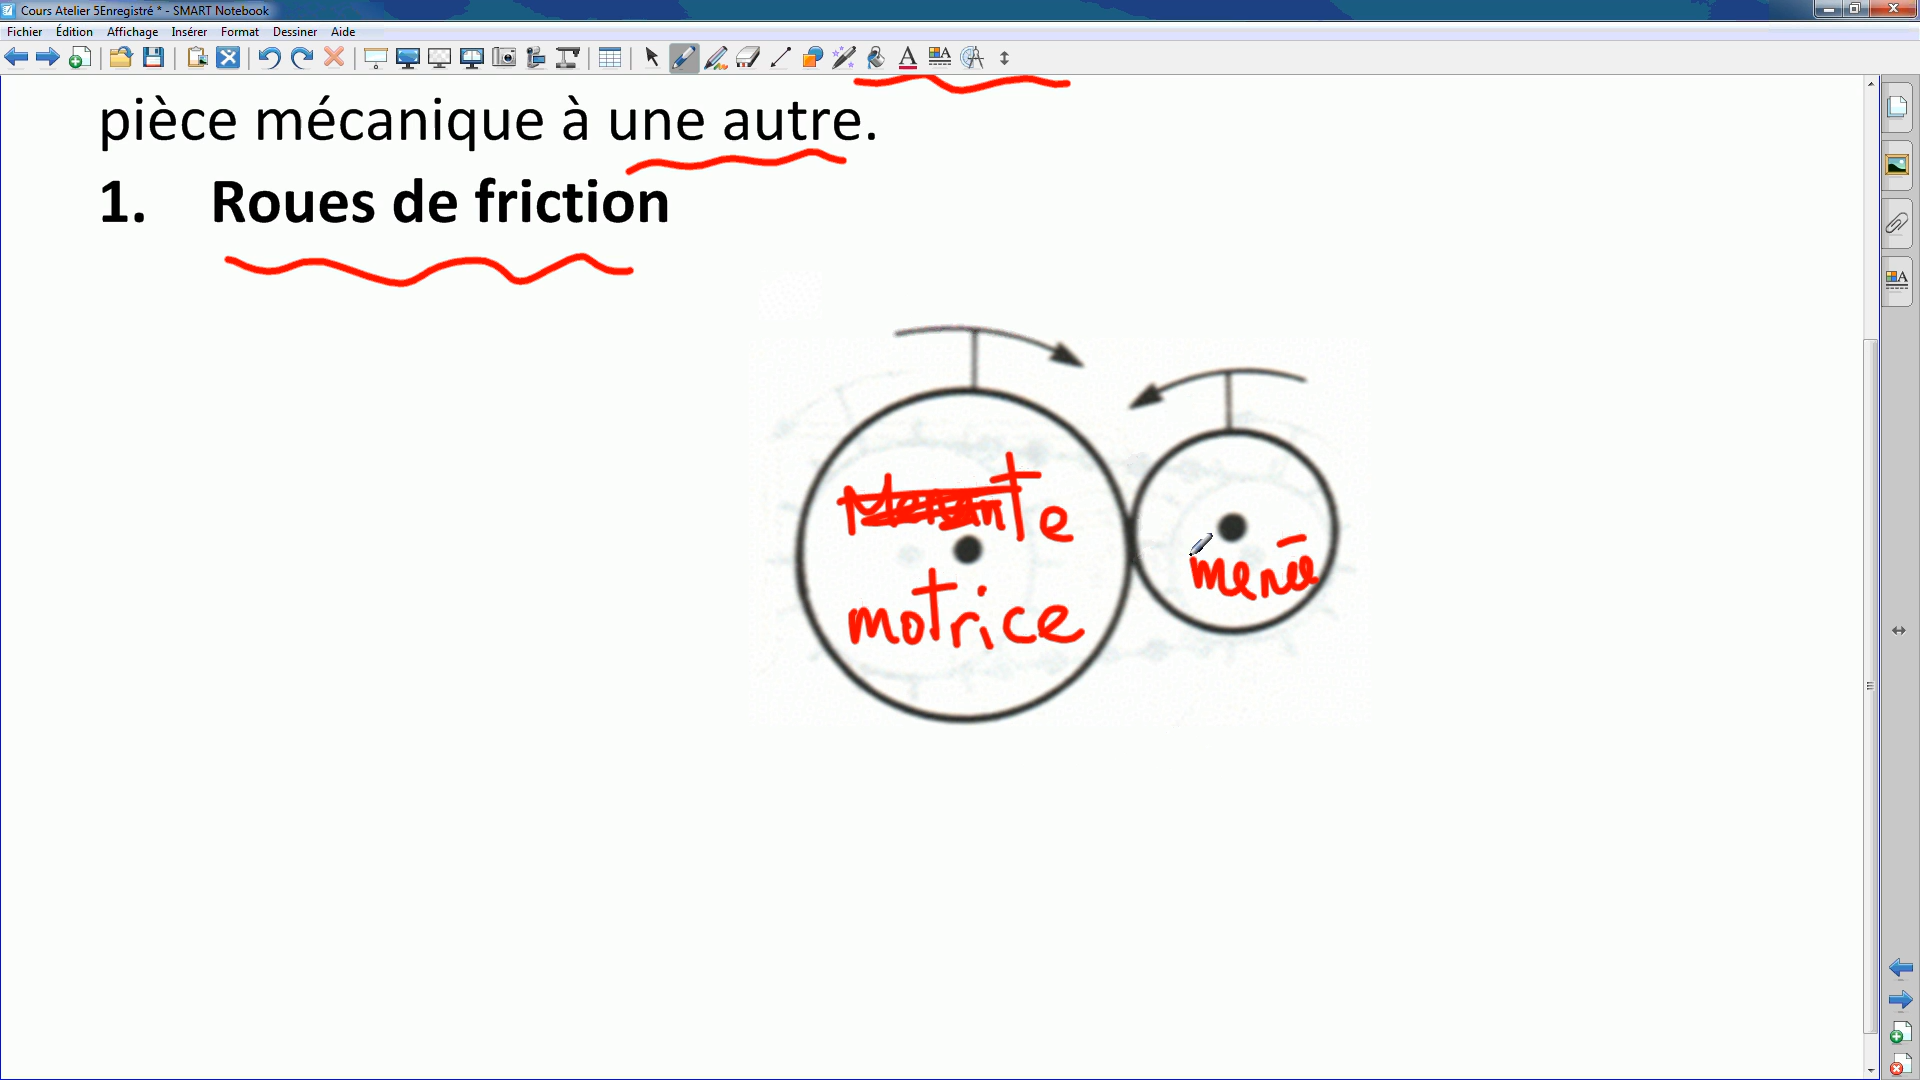 Cours Atelier 5Enregistré * - SMART Notebook
Fichier Édition Affichage Insérer Format Dessiner Aide
pièce mécanique à une autre.
1. Roues de friction
Menante
menée
motrice